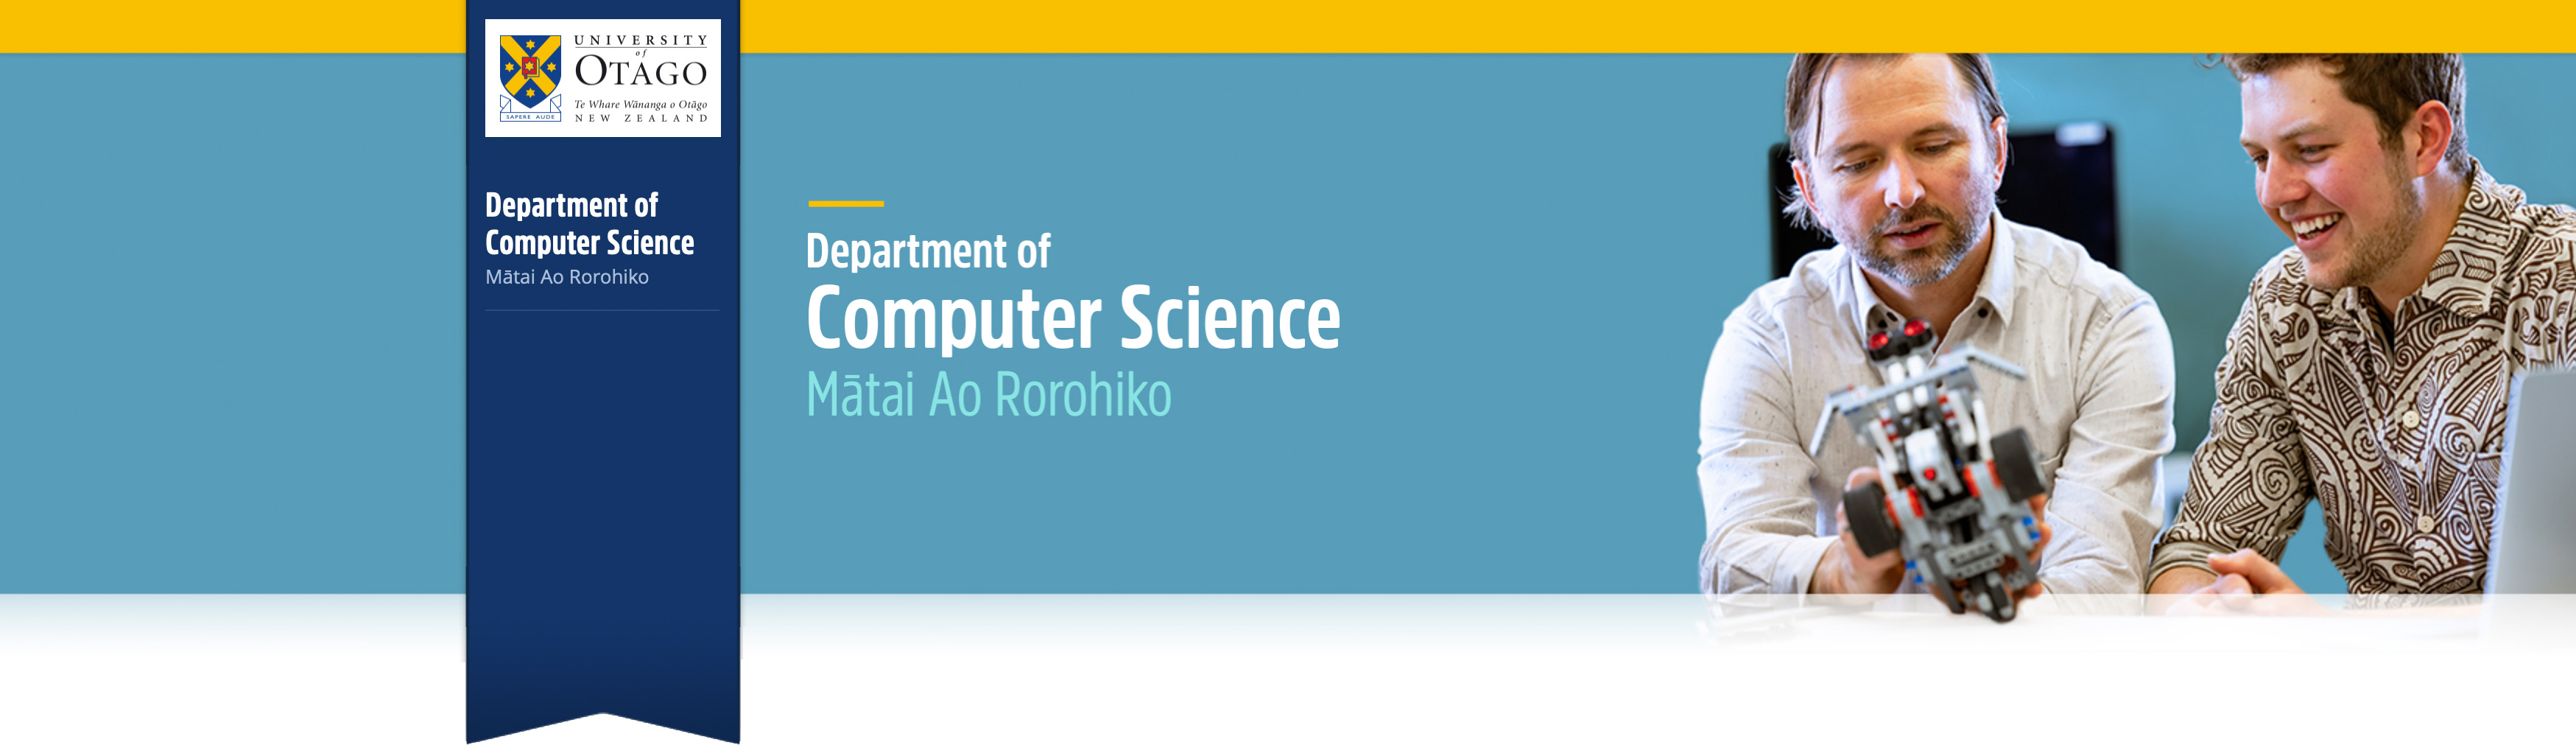 UNIVERSITY
of
OTAGO
Te Whare Wānanga o Otāgo
NEW ZEALAND
SAPERE AUDE
Department of
Computer Science
Mātai Ao Rorohiko
Department of
Computer Science
Mātai Ao Rorohiko